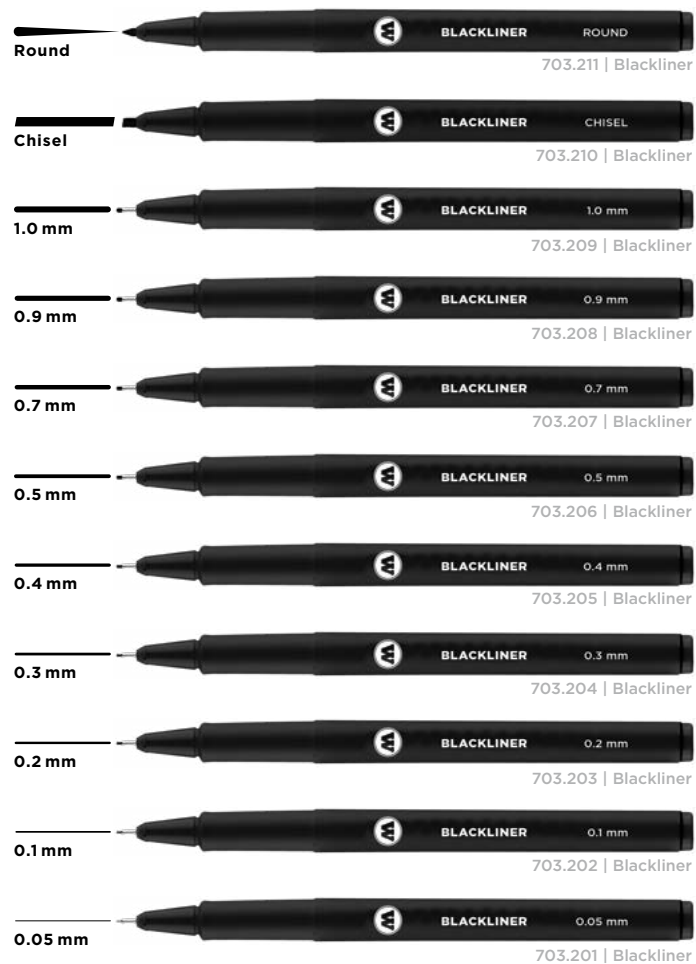 BLACKLINER ROUND
Round
703.211 | Blackliner
BLACKLINER CHISEL
Chisel
703.210 | Blackliner
BLACKLINER 1.0 mm
1.0 mm
703.209 | Blackliner
BLACKLINER 0.9 mm
0.9 mm
703.208 | Blackliner
BLACKLINER 0.7 mm
0.7 mm
703.207 | Blackliner
BLACKLINER 0.5 mm
0.5 mm
703.206 | Blackliner
BLACKLINER 0.4 mm
0.4 mm
703.205 | Blackliner
BLACKLINER 0.3 mm
0.3 mm
703.204 | Blackliner
BLACKLINER 0.2 mm
0.2 mm
703.203 | Blackliner
BLACKLINER 0.1 mm
0.1 mm
703.202 | Blackliner
BLACKLINER 0.05 mm
0.05 mm
703.201 | Blackliner